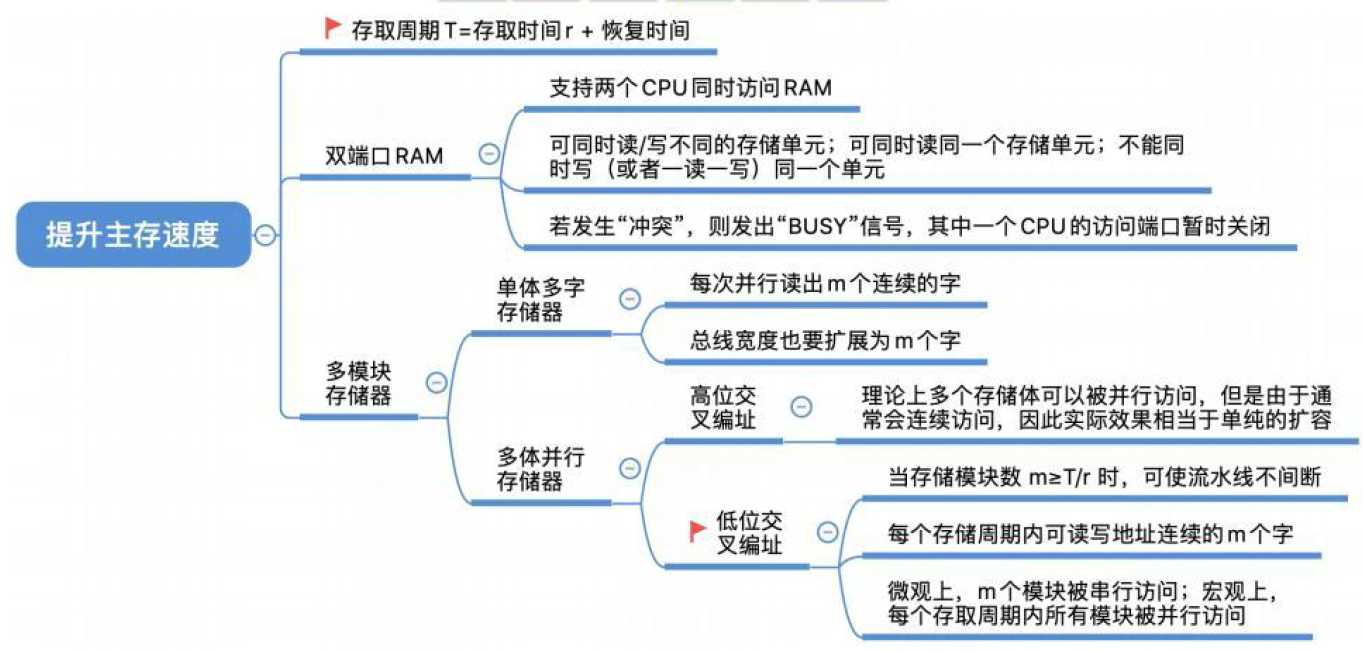 存取周期T=存取时间r + 恢复时间
支持两个CPU同时访问RAM
双端口RAM
可同时读/写不同的存储单元；可同时读同一个存储单元；不能同
时写（或者一读一写）同一个单元
若发生“冲突”，则发出“BUSY”信号，其中一个CPU的访问端口暂时关闭
提升主存速度
多模块
存储器
单体多字
存储器
每次并行读出m个连续的字
总线宽度也要扩展为m个字
多体并行
存储器
高位交
叉编址
理论上多个存储体可以被并行访问，但是由于通
常会连续访问，因此实际效果相当于单纯的扩容
低位交
叉编址
当存储模块数 m≥T/r 时，可使流水线不间断
每个存储周期内可读写地址连续的m个字
微观上，m个模块被串行访问；宏观上，
每个存取周期内所有模块被并行访问